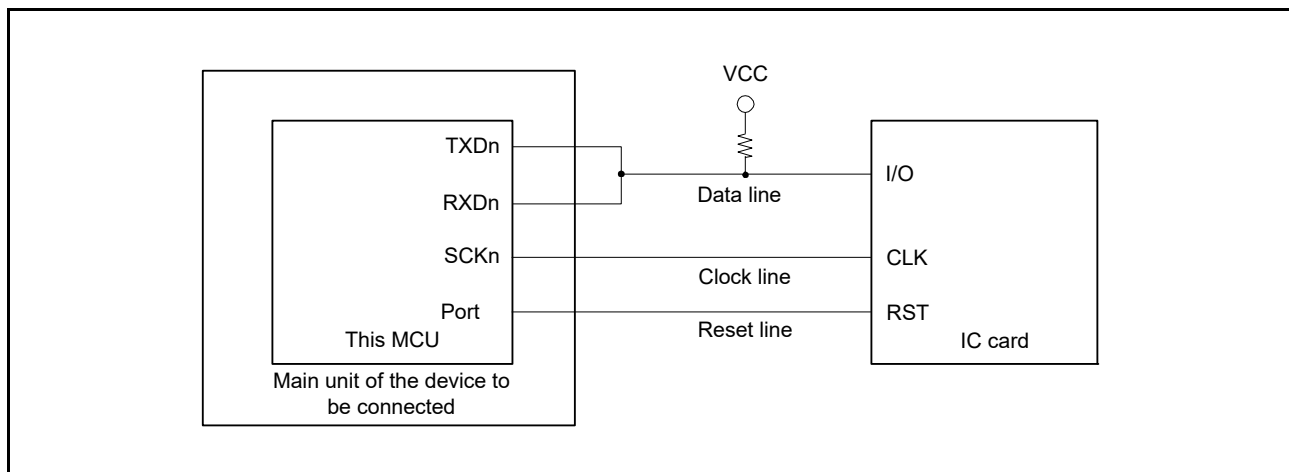 VCC
TXDn
RXDn
SCKn
Port
This MCU
Main unit of the device to
be connected
Data line
Clock line
Reset line
I/O
CLK
RST
IC card